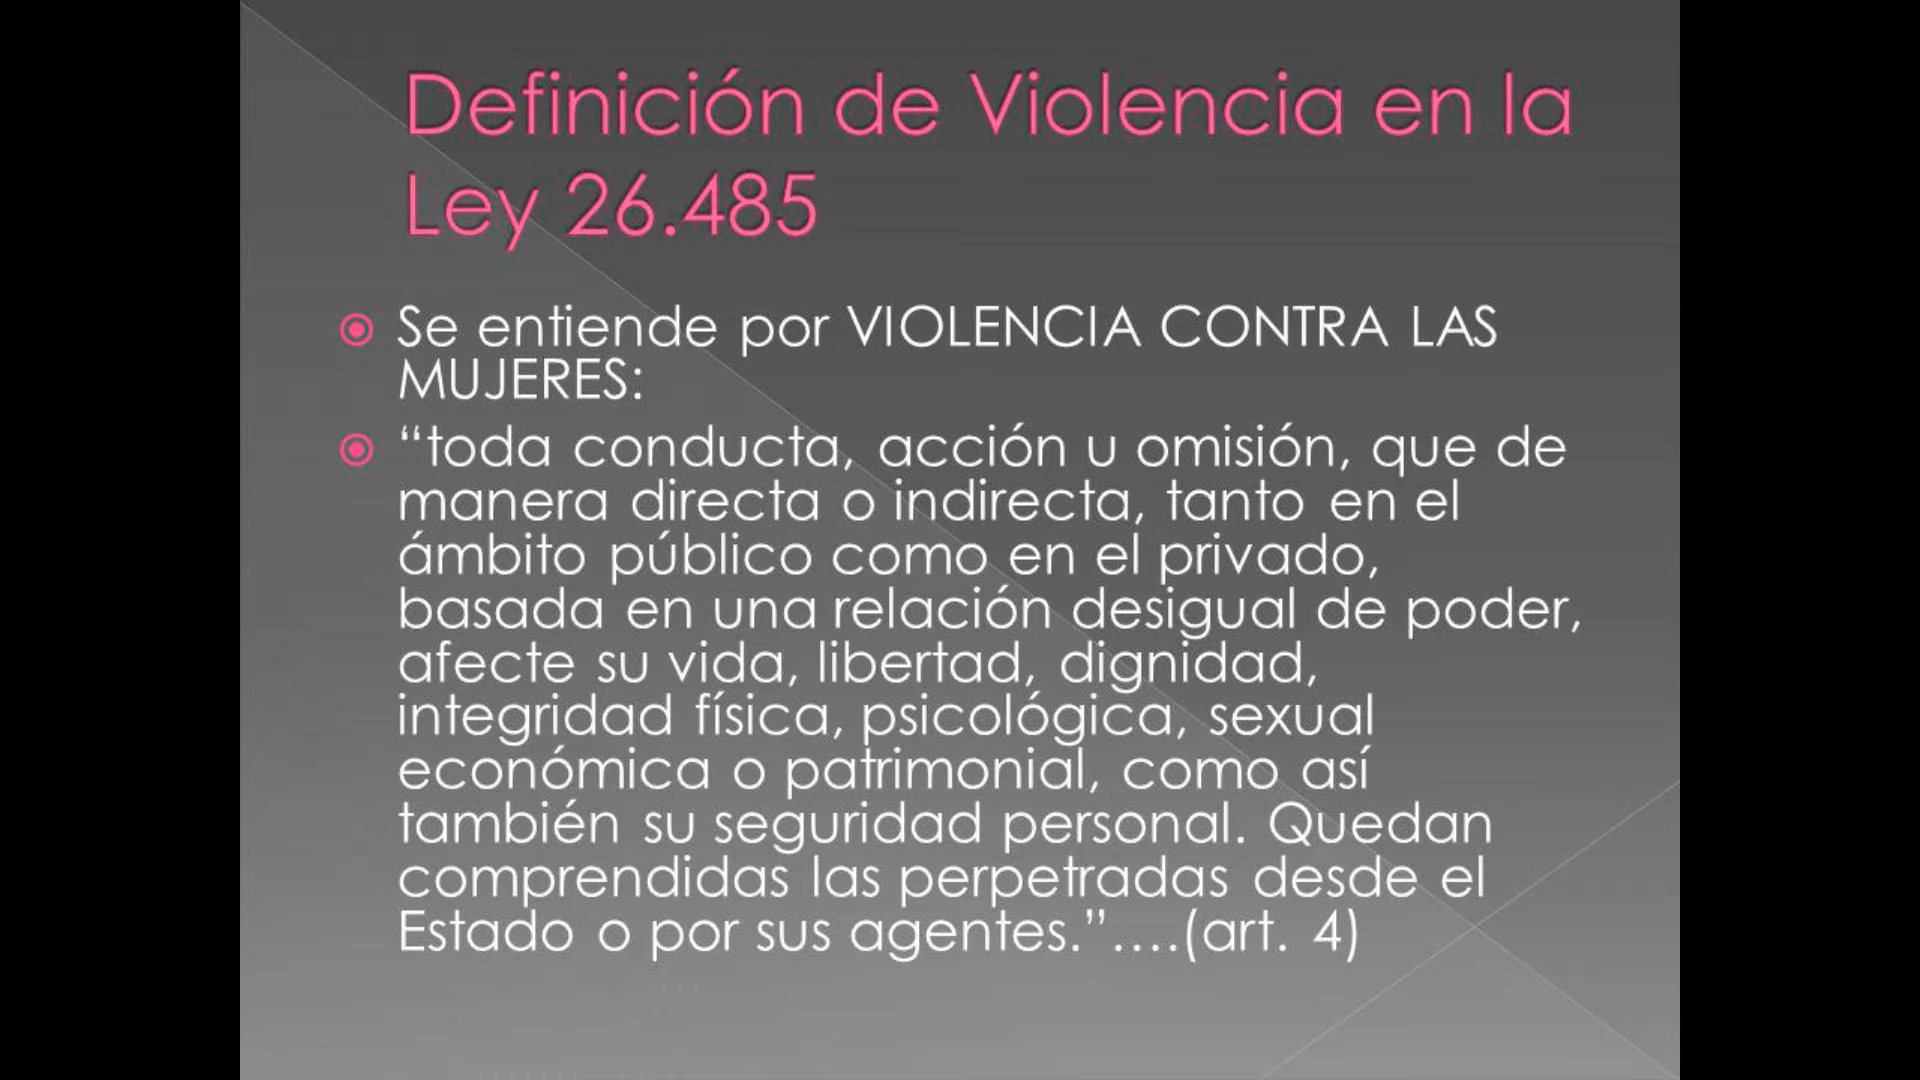 Definición de Violencia en la
Ley 26.485
Se entiende por VIOLENCIA CONTRA LAS
MUJERES:
“toda conducta, acción u omisión, que de
manera directa o indirecta, tanto en el
ámbito público como en el privado,
basada en una relación desigual de poder,
afecte su vida, libertad, dignidad,
integridad física, psicológica, sexual
económica o patrimonial, como así
también su seguridad personal. Quedan
comprendidas las perpetradas desde el
Estado o por sus agentes.”....(art. 4)